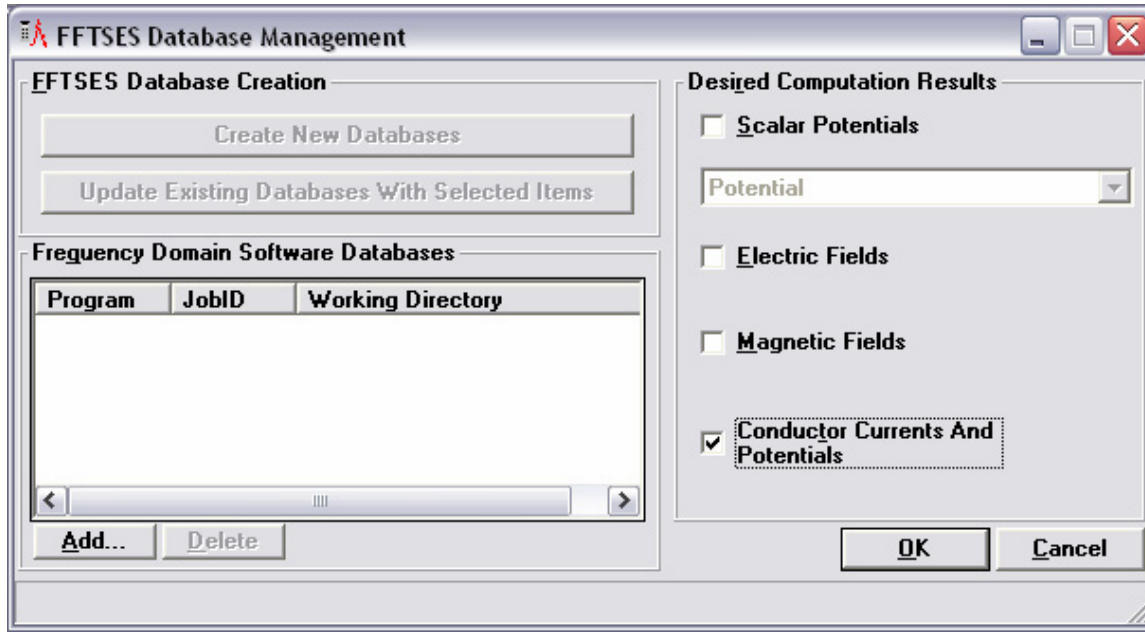 FFTSES Database Management
FFTSES Database Creation
Create New Databases
Update Existing Databases With Selected Items
Frequency Domain Software Databases
Program JobID Working Directory
Add... Delete
Desired Computation Results
Scalar Potentials
Potential
Electric Fields
Magnetic Fields
Conductor Currents And
Potentials
OK Cancel